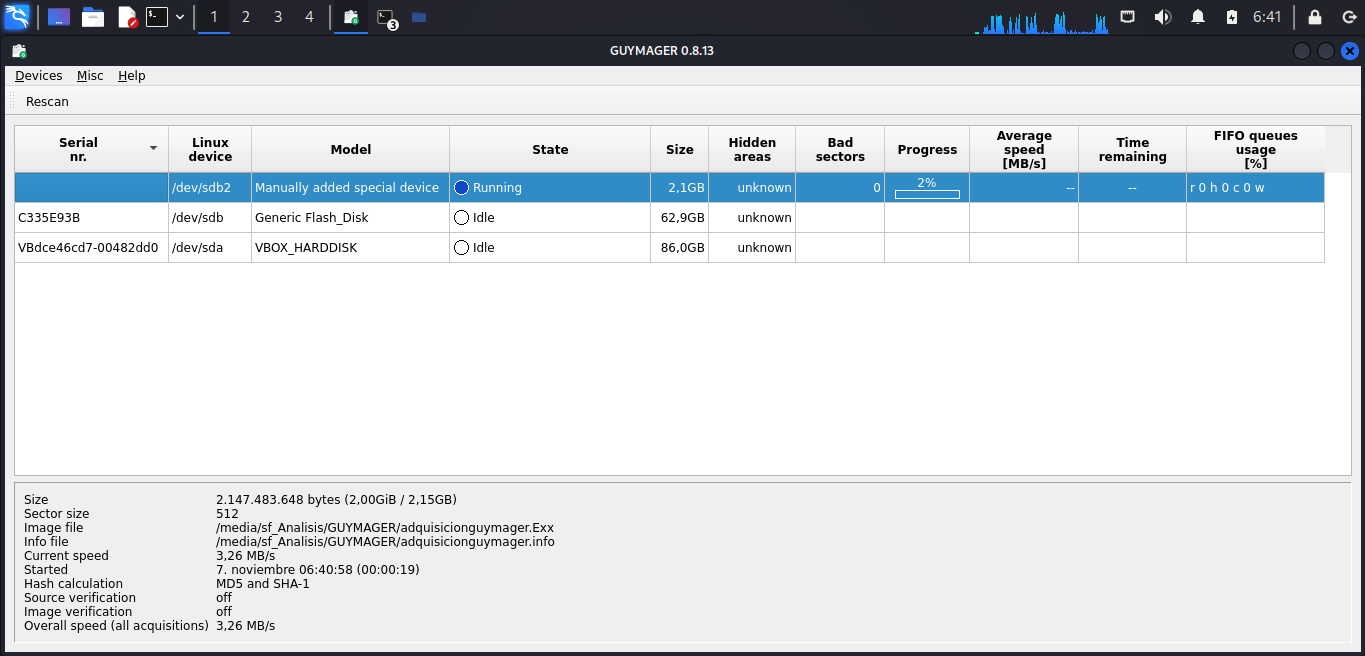 1 2 3 4 3 6:41
GUYMAGER 0.8.13
Devices Misc Help
Rescan
Serial nr. Linux device Model State Size Hidden areas Bad sectors Progress Average speed [MB/s] Time remaining FIFO queues usage [%]
/dev/sdb2 Manually added special device Running 2,1GB unknown 0 2% -- -- r 0 h 0 c 0 w
C335E93B /dev/sdb Generic Flash_Disk Idle 62,9GB unknown
VBdce46cd7-00482dd0 /dev/sda VBOX_HARDDISK Idle 86,0GB unknown
Size 2.147.483.648 bytes (2,00GiB / 2,15GB)
Sector size 512
Image file /media/sf_Analisis/GUYMAGER/adquisicionguymager.Exx
Info file /media/sf_Analisis/GUYMAGER/adquisicionguymager.info
Current speed 3,26 MB/s
Started 7. noviembre 06:40:58 (00:00:19)
Hash calculation MD5 and SHA-1
Source verification off
Image verification off
Overall speed (all acquisitions) 3,26 MB/s